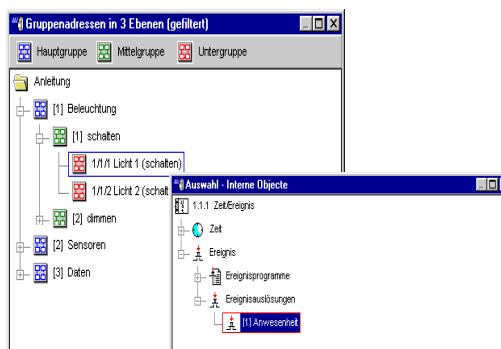 Gruppenadressen in 3 Ebenen (gefiltert)
Hauptgruppe Mittelgruppe Untergruppe
Anleitung
[1] Beleuchtung
[1] schalten
1/1/1 Licht 1 (schalten)
1/1/2 Licht 2 (schalt
[2] dimmen
[2] Sensoren
[3] Daten
Auswahl - Interne Objecte
1.1.1 Zeit/Ereignis
Zeit
Ereignis
Ereignisprogramme
Ereignisauslösungen
[1] Anwesenheit